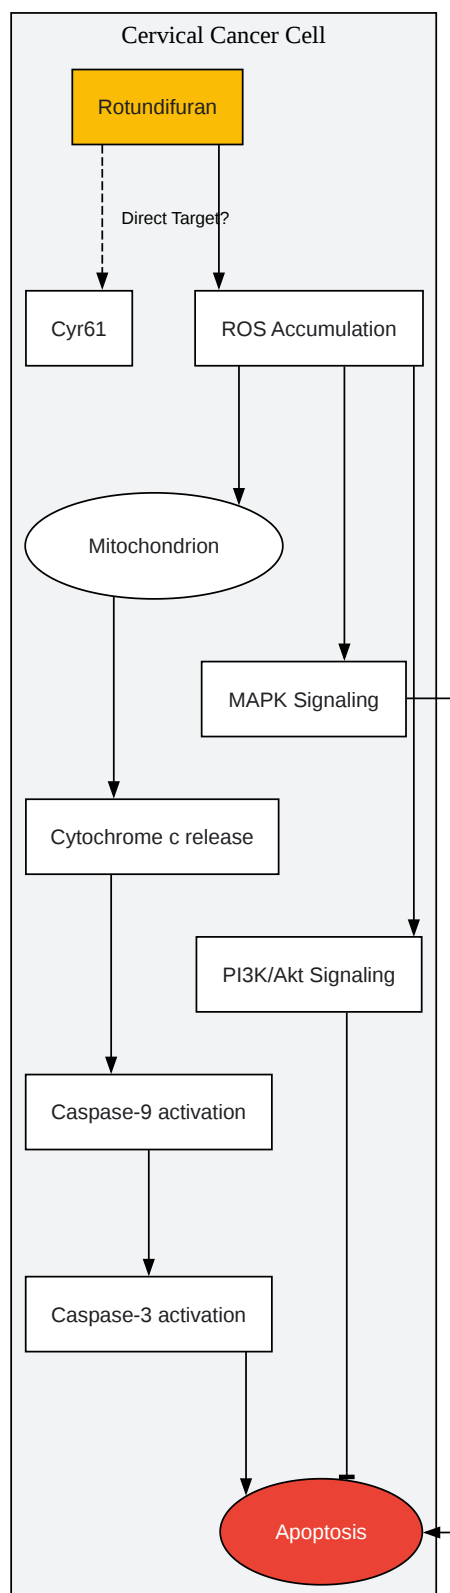 Cervical Cancer Cell
Rotundifuran
Direct Target?
Cyr61
ROS Accumulation
Mitochondrion
MAPK Signaling
Cytochrome c release
PI3K/Akt Signaling
Caspase-9 activation
Caspase-3 activation
Apoptosis